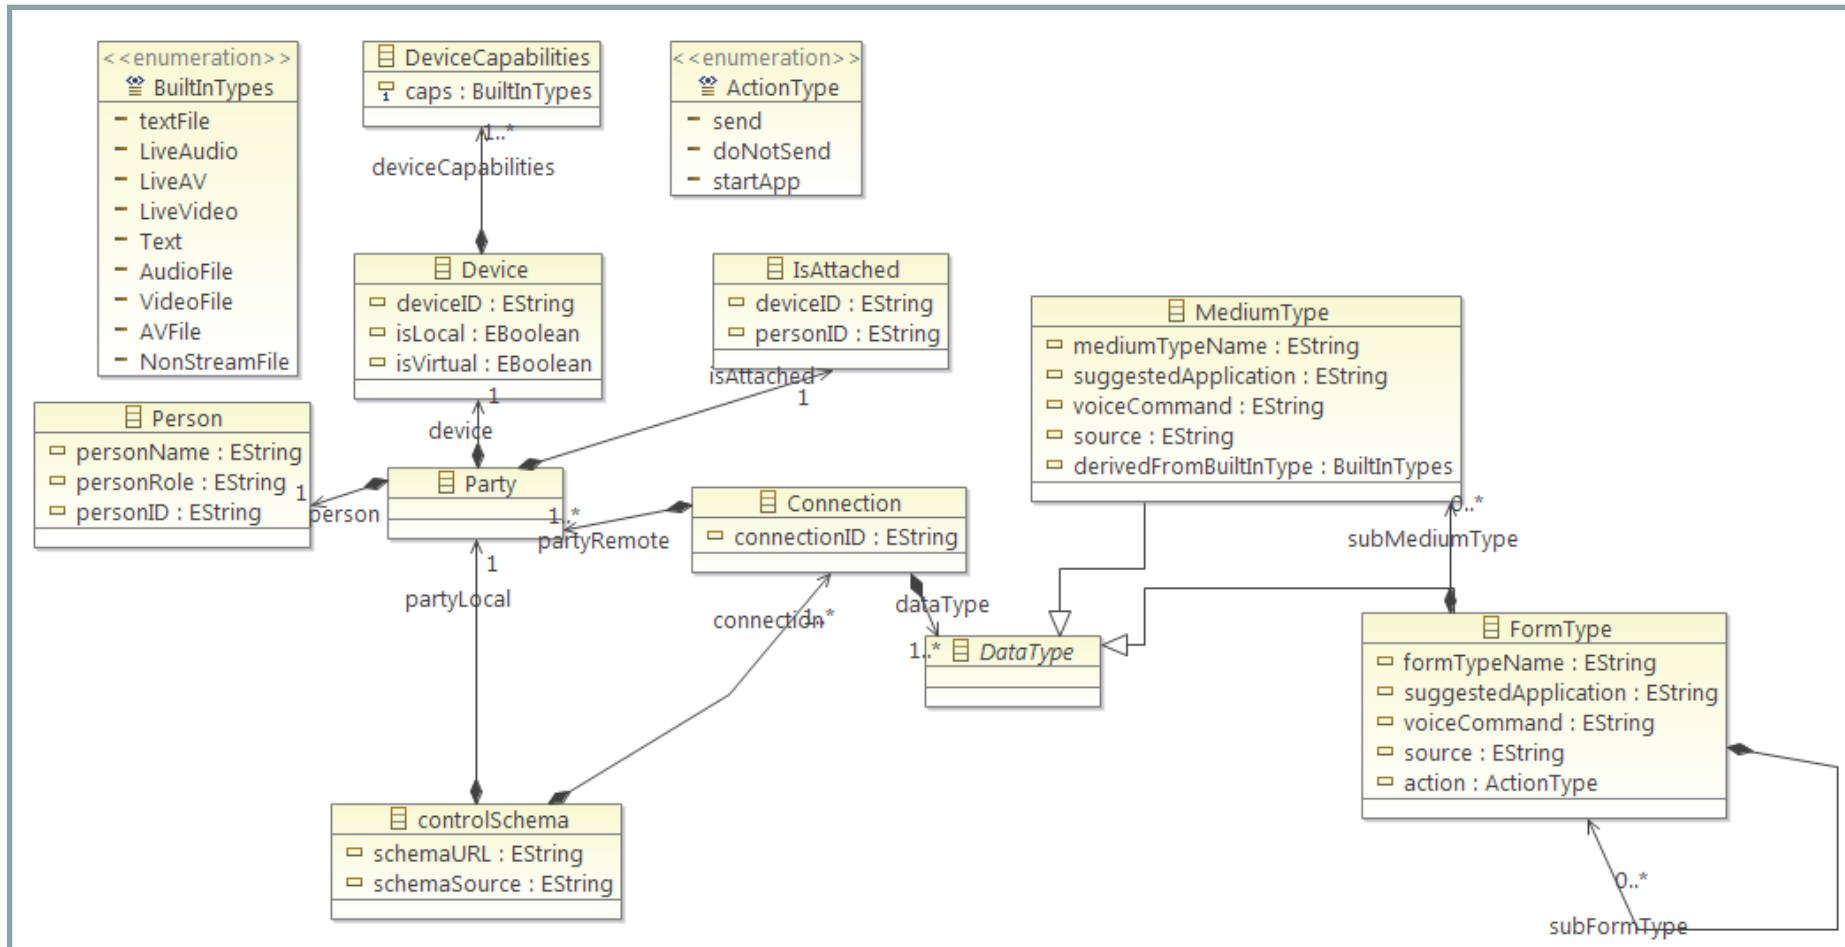 <<enumeration>>
BuiltInTypes
textFile
LiveAudio
LiveAV
LiveVideo
Text
AudioFile
VideoFile
AVFile
NonStreamFile
DeviceCapabilities
caps : BuiltInTypes
<<enumeration>>
ActionType
send
doNotSend
startApp
1..*
deviceCapabilities
Device
deviceID : EString
isLocal : EBoolean
isVirtual : EBoolean
IsAttached
deviceID : EString
personID : EString
MediumType
mediumTypeName : EString
suggestedApplication : EString
voiceCommand : EString
source : EString
derivedFromBuiltInType : BuiltInTypes
isAttached
1
1
device
Person
personName : EString
personRole : EString
personID : EString
1
person
Party
1..*
partyRemote
Connection
connectionID : EString
0..*
subMediumType
1
partyLocal
connection
1..*
dataType
1..*
DataType
FormType
formTypeName : EString
suggestedApplication : EString
voiceCommand : EString
source : EString
action : ActionType
controlSchema
schemaURL : EString
schemaSource : EString
0..*
subFormType